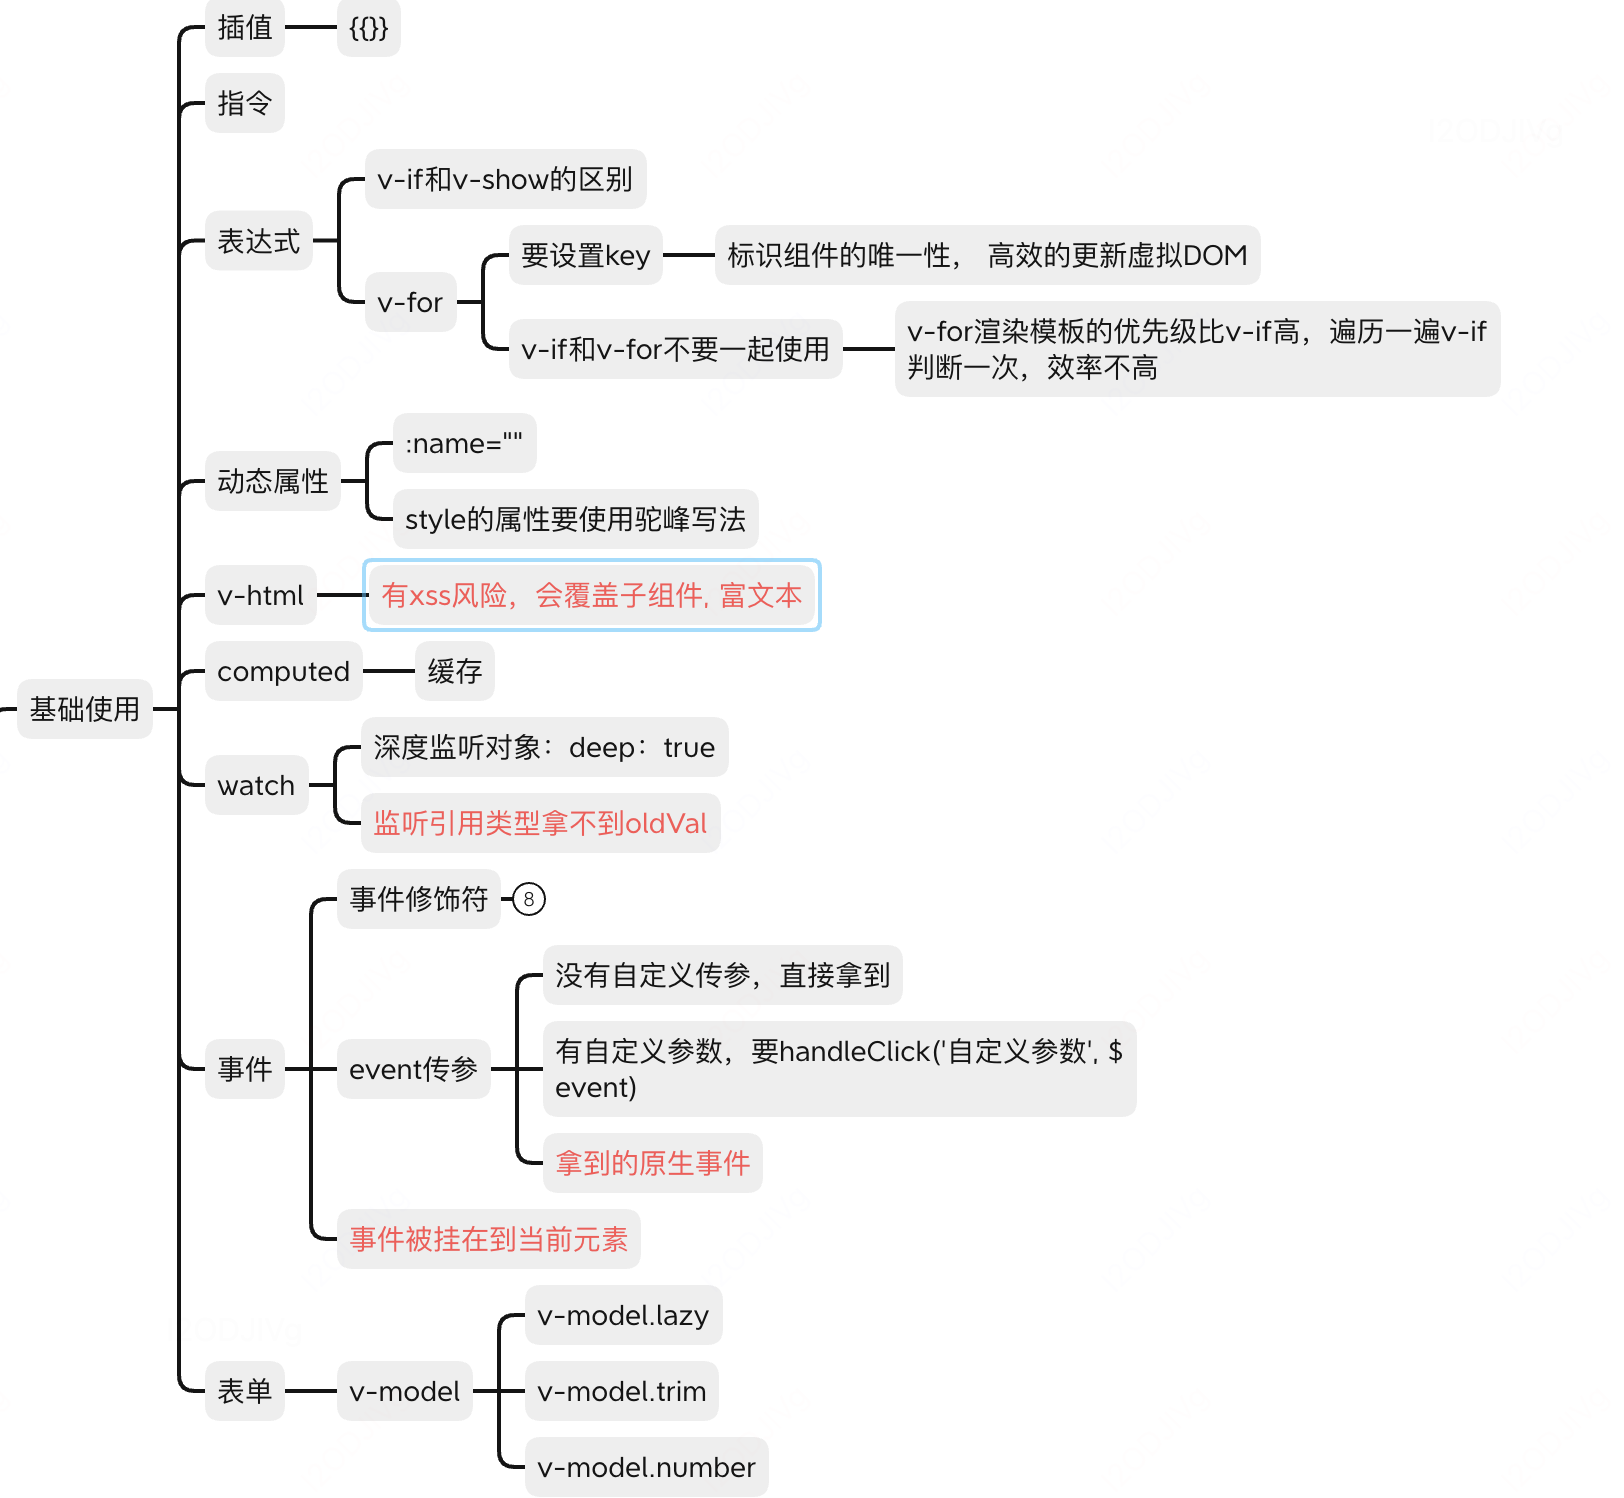 插值
{{}}
指令
表达式
v-if和v-show的区别
v-for
要设置key
标识组件的唯一性， 高效的更新虚拟DOM
v-if和v-for不要一起使用
v-for渲染模板的优先级比v-if高，遍历一遍v-if
判断一次，效率不高
动态属性
:name=""
style的属性要使用驼峰写法
v-html
有xss风险，会覆盖子组件, 富文本
computed
缓存
基础使用
watch
深度监听对象：deep：true
监听引用类型拿不到oldVal
事件
事件修饰符
8
event传参
没有自定义传参，直接拿到
有自定义参数，要handleClick('自定义参数', $
event)
拿到的原生事件
事件被挂在到当前元素
表单
v-model
v-model.lazy
v-model.trim
v-model.number